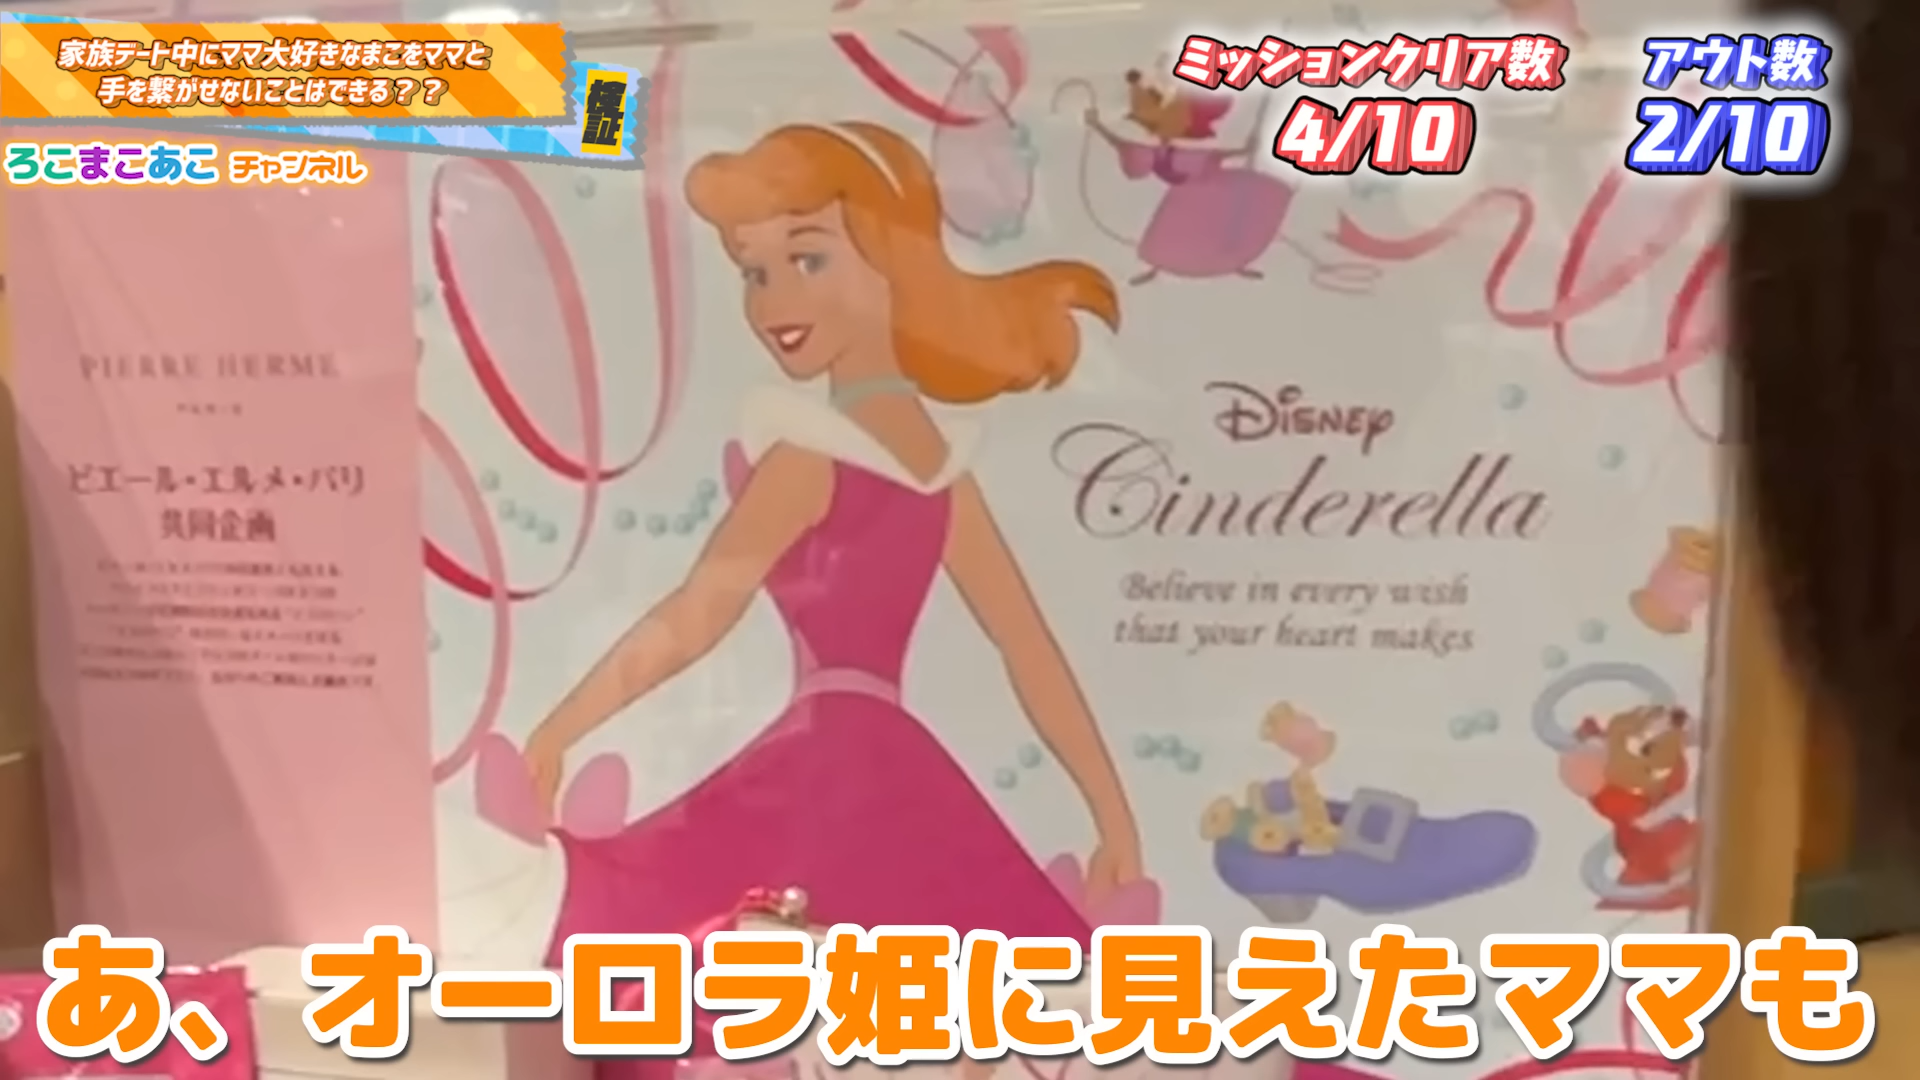 家族デート中にママ大好きなまこをママと
手を繋がせないことはできる？？
検証
ろこまこあこ チャンネル
ミッションクリア数
4/10
アウト数
2/10
PIERRE HERMÉ
PARIS
ピエール・エルメ・パリ
共同企画
Disney
Cinderella
Believe in every wish
that your heart makes
あ、オーロラ姫に見えたママも